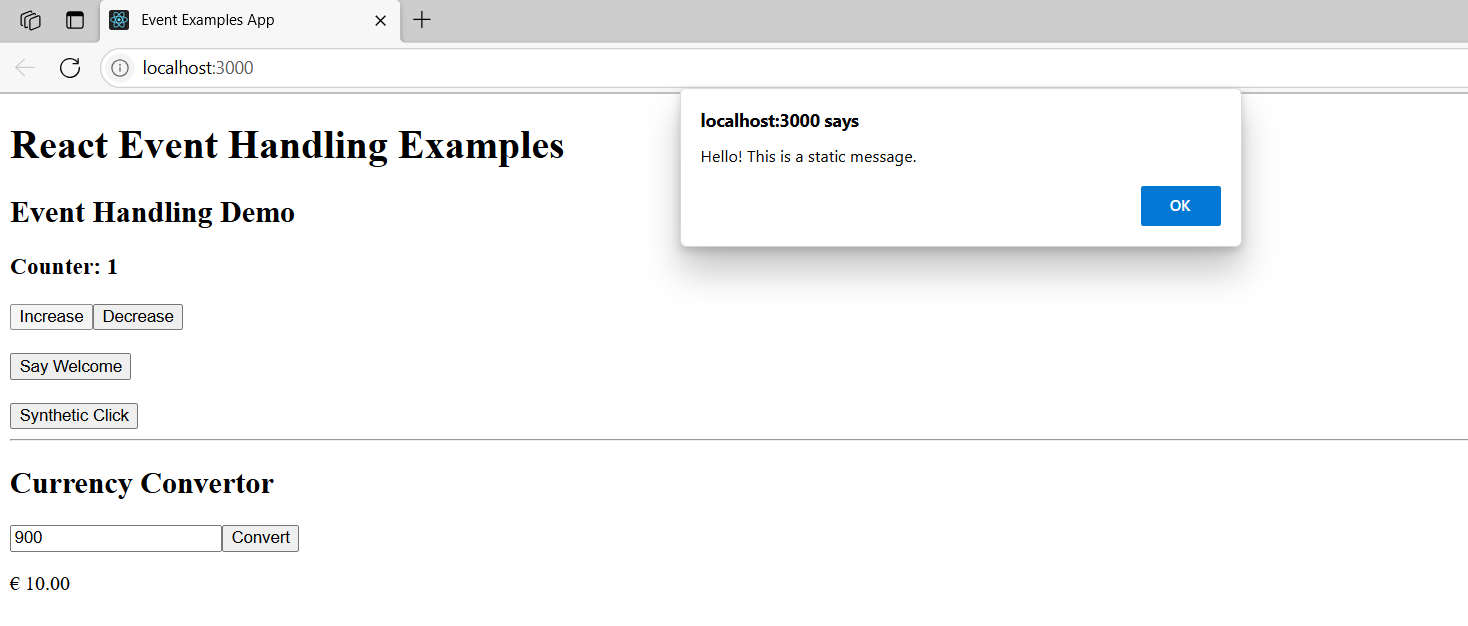 Event Examples App
localhost:3000
localhost:3000 says
Hello! This is a static message.
OK
React Event Handling Examples
Event Handling Demo
Counter: 1
Increase Decrease
Say Welcome
Synthetic Click
Currency Convertor
900 Convert
€ 10.00